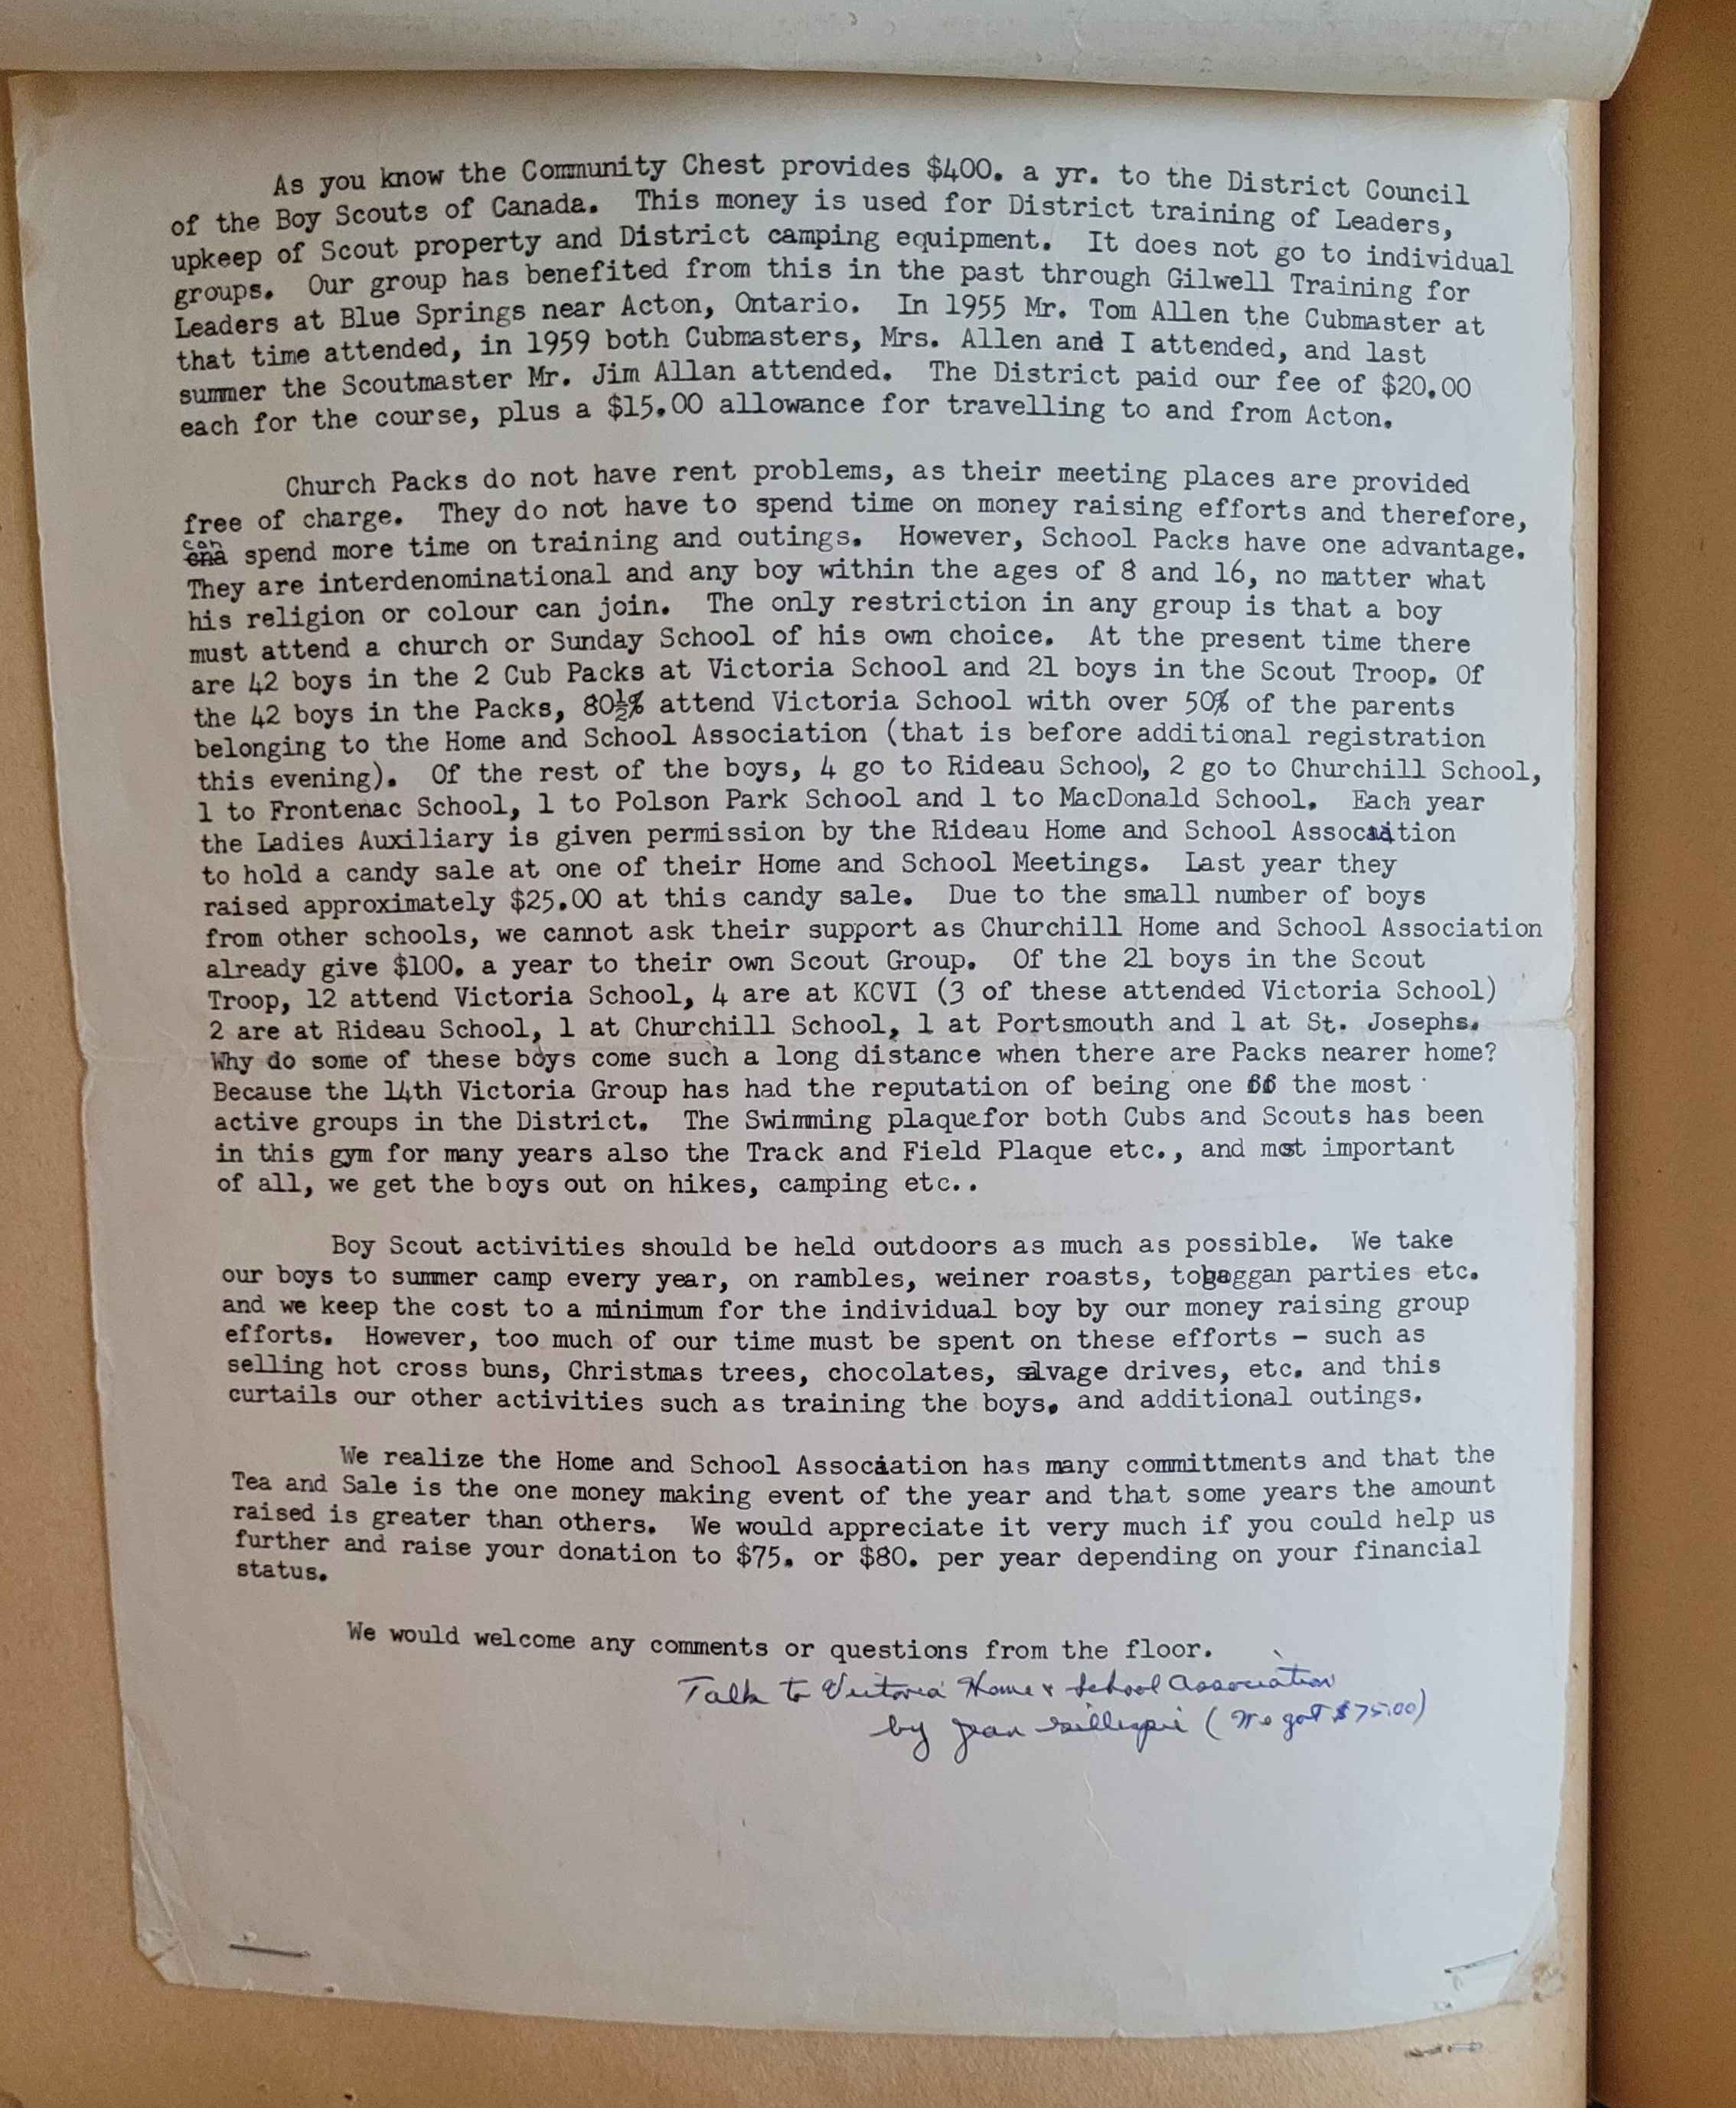 As you know the Community Chest provides $400. a yr. to the District Council
of the Boy Scouts of Canada. This money is used for District training of Leaders,
upkeep of Scout property and District camping equipment. It does not go to individual
groups. Our group has benefited from this in the past through Gilwell Training for
Leaders at Blue Springs near Acton, Ontario. In 1955 Mr. Tom Allen the Cubmaster at
that time attended, in 1959 both Cubmasters, Mrs. Allen and I attended, and last
summer the Scoutmaster Mr. Jim Allan attended. The District paid our fee of $20.00
each for the course, plus a $15.00 allowance for travelling to and from Acton.
Church Packs do not have rent problems, as their meeting places are provided
free of charge. They do not have to spend time on money raising efforts and therefore,
can
cna spend more time on training and outings. However, School Packs have one advantage.
They are interdenominational and any boy within the ages of 8 and 16, no matter what
his religion or colour can join. The only restriction in any group is that a boy
must attend a church or Sunday School of his own choice. At the present time there
are 42 boys in the 2 Cub Packs at Victoria School and 21 boys in the Scout Troop. Of
the 42 boys in the Packs, 80½% attend Victoria School with over 50% of the parents
belonging to the Home and School Association (that is before additional registration
this evening). Of the rest of the boys, 4 go to Rideau School, 2 go to Churchill School,
1 to Frontenac School, 1 to Polson Park School and 1 to MacDonald School. Each year
the Ladies Auxiliary is given permission by the Rideau Home and School Association
to hold a candy sale at one of their Home and School Meetings. Last year they
raised approximately $25.00 at this candy sale. Due to the small number of boys
from other schools, we cannot ask their support as Churchill Home and School Association
already give $100. a year to their own Scout Group. Of the 21 boys in the Scout
Troop, 12 attend Victoria School, 4 are at KCVI (3 of these attended Victoria School)
2 are at Rideau School, 1 at Churchill School, 1 at Portsmouth and 1 at St. Josephs.
Why do some of these boys come such a long distance when there are Packs nearer home?
Because the 14th Victoria Group has had the reputation of being one of the most
active groups in the District. The Swimming plaque for both Cubs and Scouts has been
in this gym for many years also the Track and Field Plaque etc., and most important
of all, we get the boys out on hikes, camping etc..
Boy Scout activities should be held outdoors as much as possible. We take
our boys to summer camp every year, on rambles, weiner roasts, toboggan parties etc.
and we keep the cost to a minimum for the individual boy by our money raising group
efforts. However, too much of our time must be spent on these efforts - such as
selling hot cross buns, Christmas trees, chocolates, salvage drives, etc. and this
curtails our other activities such as training the boys, and additional outings.
We realize the Home and School Association has many committments and that the
Tea and Sale is the one money making event of the year and that some years the amount
raised is greater than others. We would appreciate it very much if you could help us
further and raise your donation to $75. or $80. per year depending on your financial
status.
We would welcome any comments or questions from the floor.
Talk to Victoria Home & School Association
by Jean Gillespie (We got $75.00)